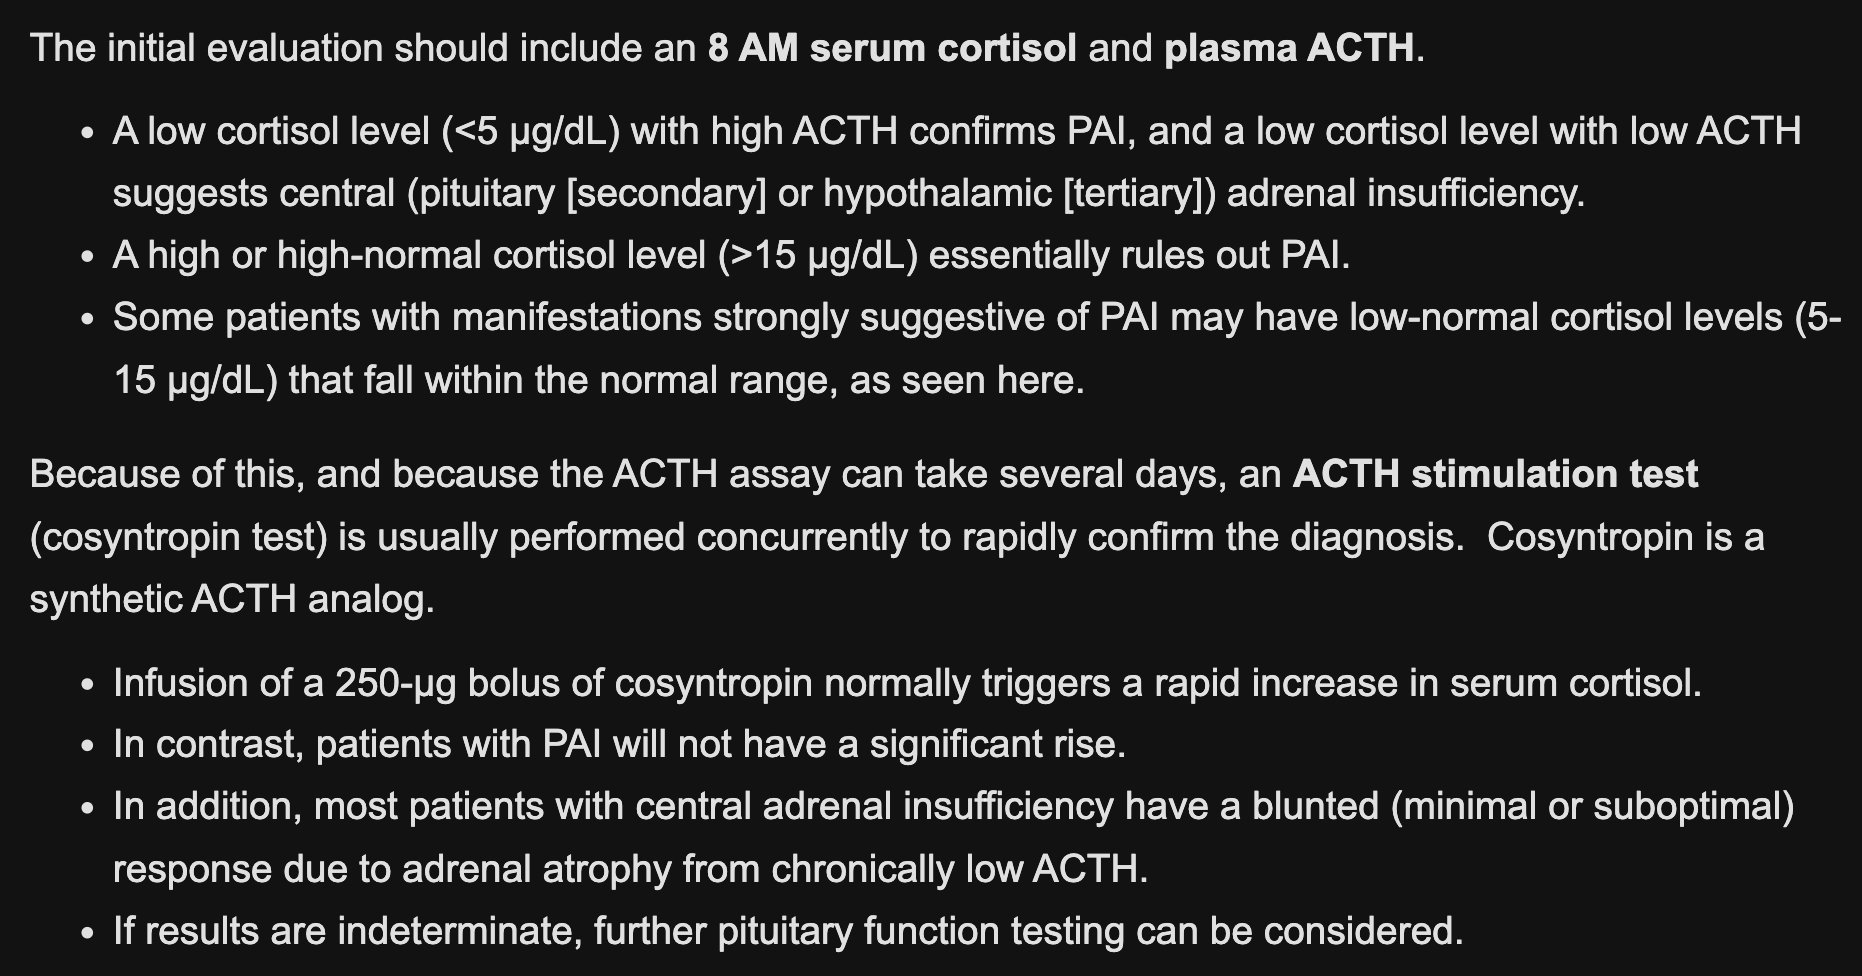 The initial evaluation should include an 8 AM serum cortisol and plasma ACTH.
• A low cortisol level (<5 µg/dL) with high ACTH confirms PAI, and a low cortisol level with low ACTH
suggests central (pituitary [secondary] or hypothalamic [tertiary]) adrenal insufficiency.
• A high or high-normal cortisol level (>15 µg/dL) essentially rules out PAI.
• Some patients with manifestations strongly suggestive of PAI may have low-normal cortisol levels (5-
15 µg/dL) that fall within the normal range, as seen here.
Because of this, and because the ACTH assay can take several days, an ACTH stimulation test
(cosyntropin test) is usually performed concurrently to rapidly confirm the diagnosis.  Cosyntropin is a
synthetic ACTH analog.
• Infusion of a 250-µg bolus of cosyntropin normally triggers a rapid increase in serum cortisol.
• In contrast, patients with PAI will not have a significant rise.
• In addition, most patients with central adrenal insufficiency have a blunted (minimal or suboptimal)
response due to adrenal atrophy from chronically low ACTH.
• If results are indeterminate, further pituitary function testing can be considered.